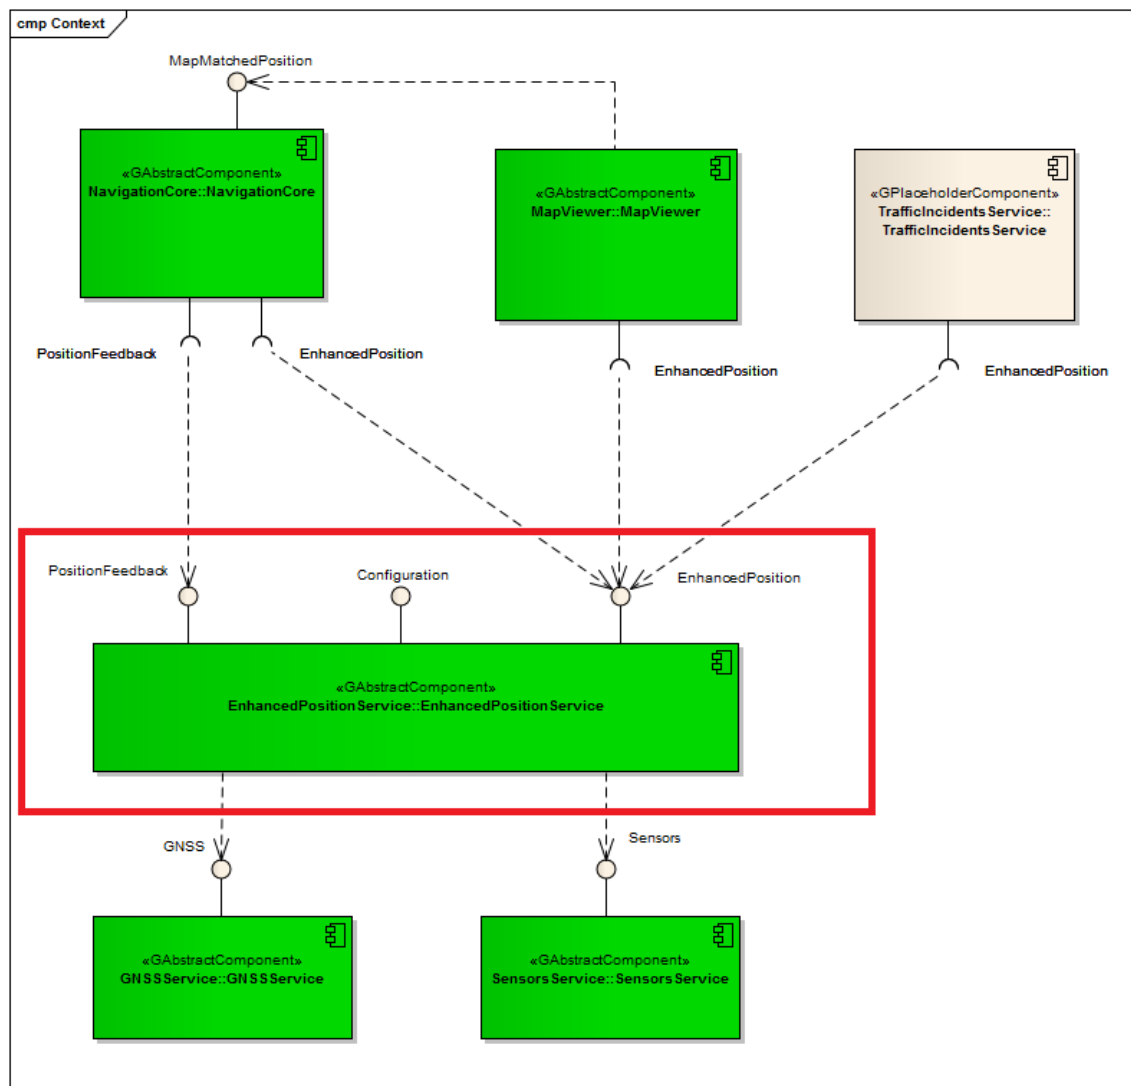 cmp Context
MapMatchedPosition
«GAbstractComponent»
NavigationCore::NavigationCore
«GAbstractComponent»
MapViewer::MapViewer
«GPlaceholderComponent»
TrafficIncidentsService::
TrafficIncidentsService
PositionFeedback
EnhancedPosition
EnhancedPosition
EnhancedPosition
PositionFeedback
Configuration
EnhancedPosition
«GAbstractComponent»
EnhancedPositionService::EnhancedPositionService
GNSS
Sensors
«GAbstractComponent»
GNSSService::GNSSService
«GAbstractComponent»
SensorsService::SensorsService